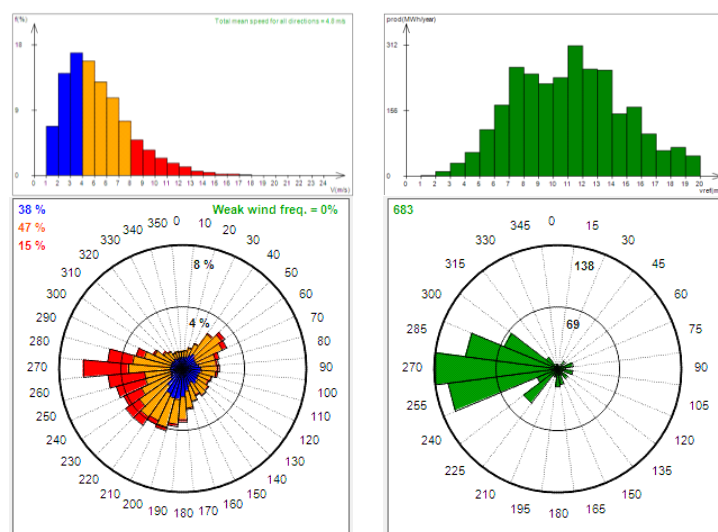 f(%)
Total mean speed for all directions = 4.8 m/s
18
9
0
0 1 2 3 4 5 6 7 8 9 10 11 12 13 14 15 16 17 18 19 20 21 22 23 24
V(m/s)
prod(MWh/year)
312
156
0
0 1 2 3 4 5 6 7 8 9 10 11 12 13 14 15 16 17 18 19 20
vref(m
38 %
47 %
15 %
Weak wind freq. = 0%
8 %
4 %
0 10 20 30 40 50 60 70 80 90 100 110 120 130 140 150 160 170 180 190 200 210 220 230 240 250 260 270 280 290 300 310 320 330 340 350
683
138
69
0 15 30 45 60 75 90 105 120 135 150 165 180 195 210 225 240 255 270 285 300 315 345